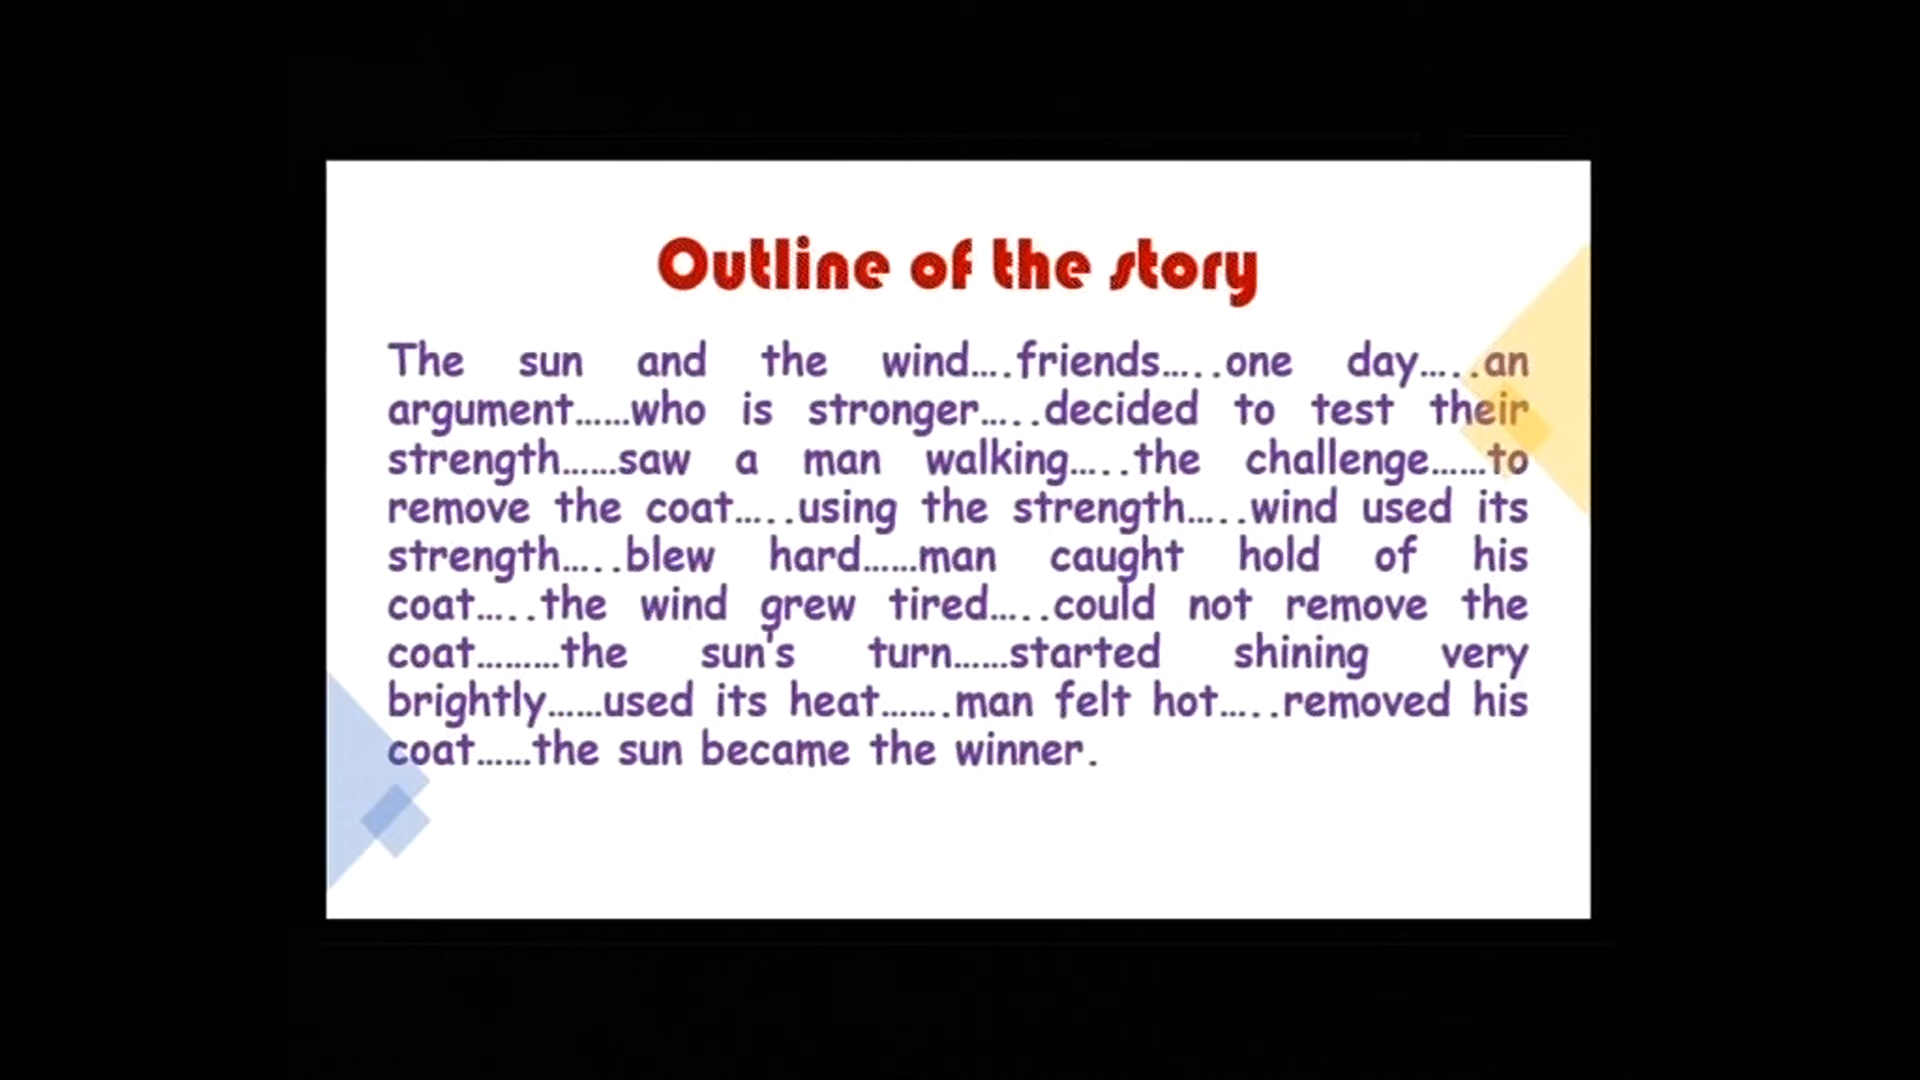 Outline of the story
The sun and the wind....friends.....one day.....an
argument......who is stronger.....decided to test their
strength......saw a man walking.....the challenge......to
remove the coat.....using the strength.....wind used its
strength.....blew hard......man caught hold of his
coat.....the wind grew tired.....could not remove the
coat.........the sun's turn......started shining very
brightly......used its heat.......man felt hot.....removed his
coat......the sun became the winner.